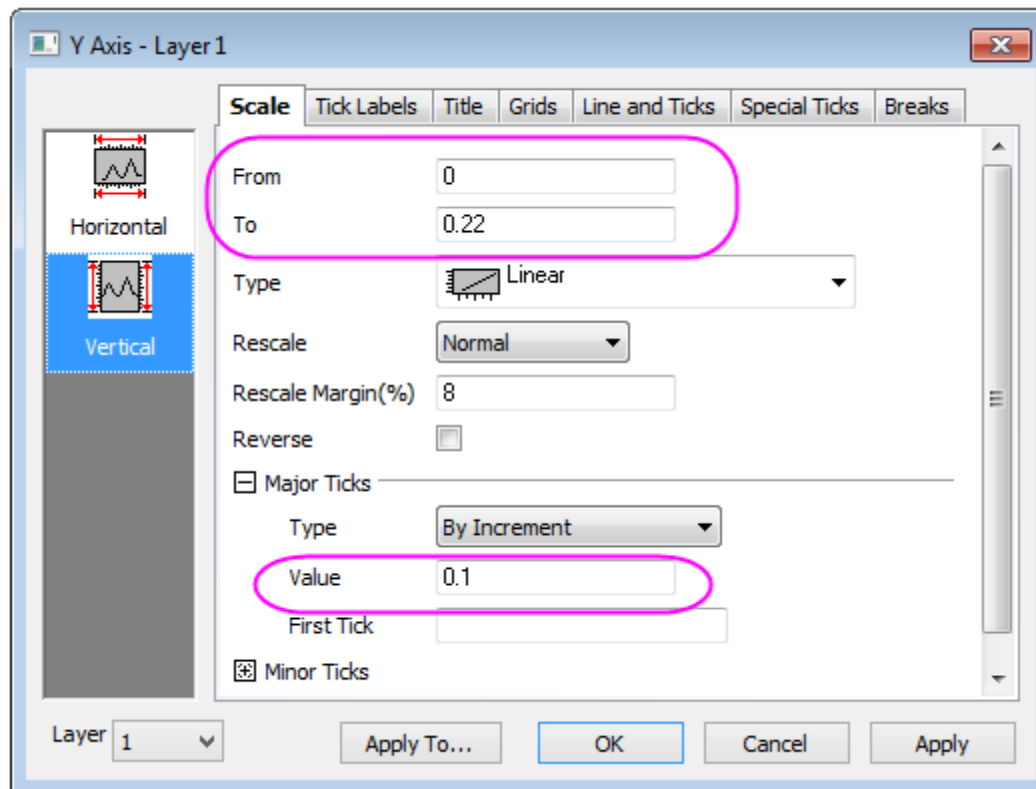 Y Axis - Layer 1
Scale Tick Labels Title Grids Line and Ticks Special Ticks Breaks
Horizontal
Vertical
From 0
To 0.22
Type Linear
Rescale Normal
Rescale Margin(%) 8
Reverse
Major Ticks
Type By Increment
Value 0.1
First Tick
Minor Ticks
Layer 1 Apply To... OK Cancel Apply